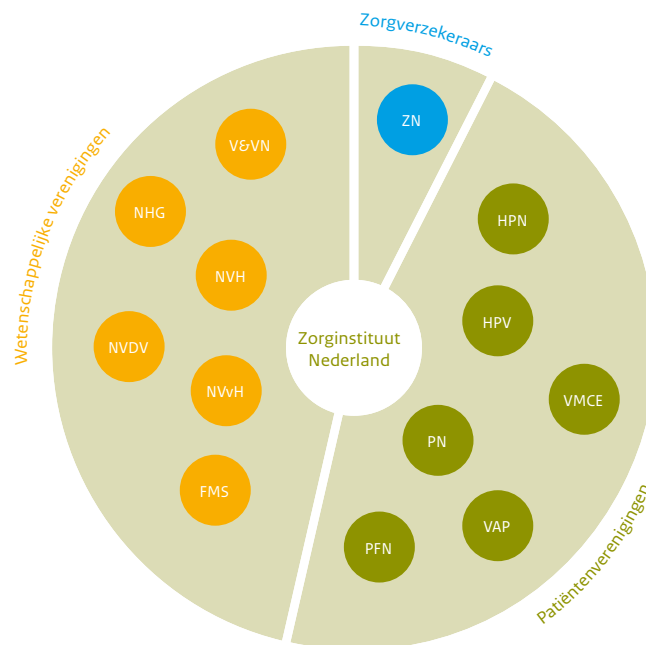 Zorgverzekeraars
ZN
Wetenschappelijke verenigingen
V&VN
NHG
NVH
NVDV
NVvH
FMS
Zorginstituut
Nederland
HPN
HPV
VMCE
PN
VAP
PFN
Patiëntenverenigingen